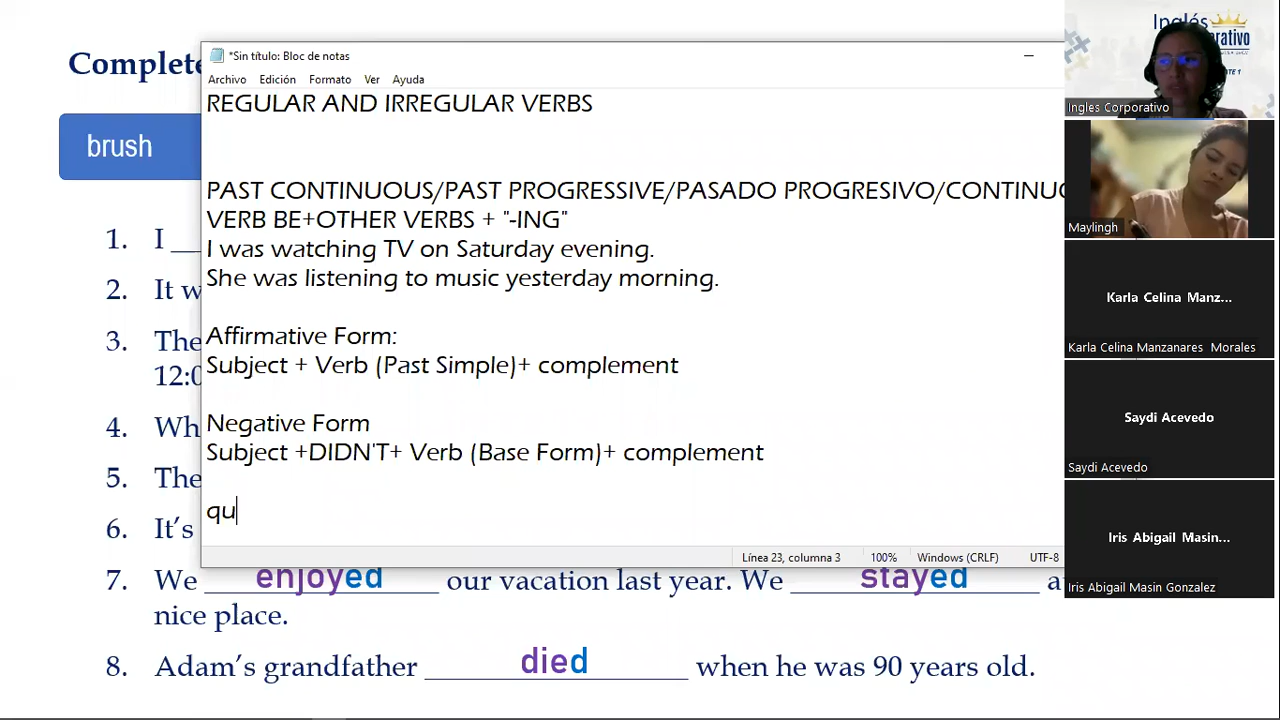 Complete
brush
1. I
2. It w
3. The
12:0
4. Wh
5. The
6. It's
7. We enjoyed our vacation last year. We stayed a
nice place.
8. Adam's grandfather died when he was 90 years old.
*Sin título: Bloc de notas
Archivo Edición Formato Ver Ayuda
REGULAR AND IRREGULAR VERBS
PAST CONTINUOUS/PAST PROGRESSIVE/PASADO PROGRESIVO/CONTINUO
VERB BE+OTHER VERBS + "-ING"
I was watching TV on Saturday evening.
She was listening to music yesterday morning.
Affirmative Form:
Subject + Verb (Past Simple)+ complement
Negative Form
Subject +DIDN'T+ Verb (Base Form)+ complement
qu
Línea 23, columna 3 100% Windows (CRLF) UTF-8
Inglés
Ingles Corporativo
Maylingh
Karla Celina Manz...
Karla Celina Manzanares Morales
Saydi Acevedo
Saydi Acevedo
Iris Abigail Masin...
Iris Abigail Masin Gonzalez